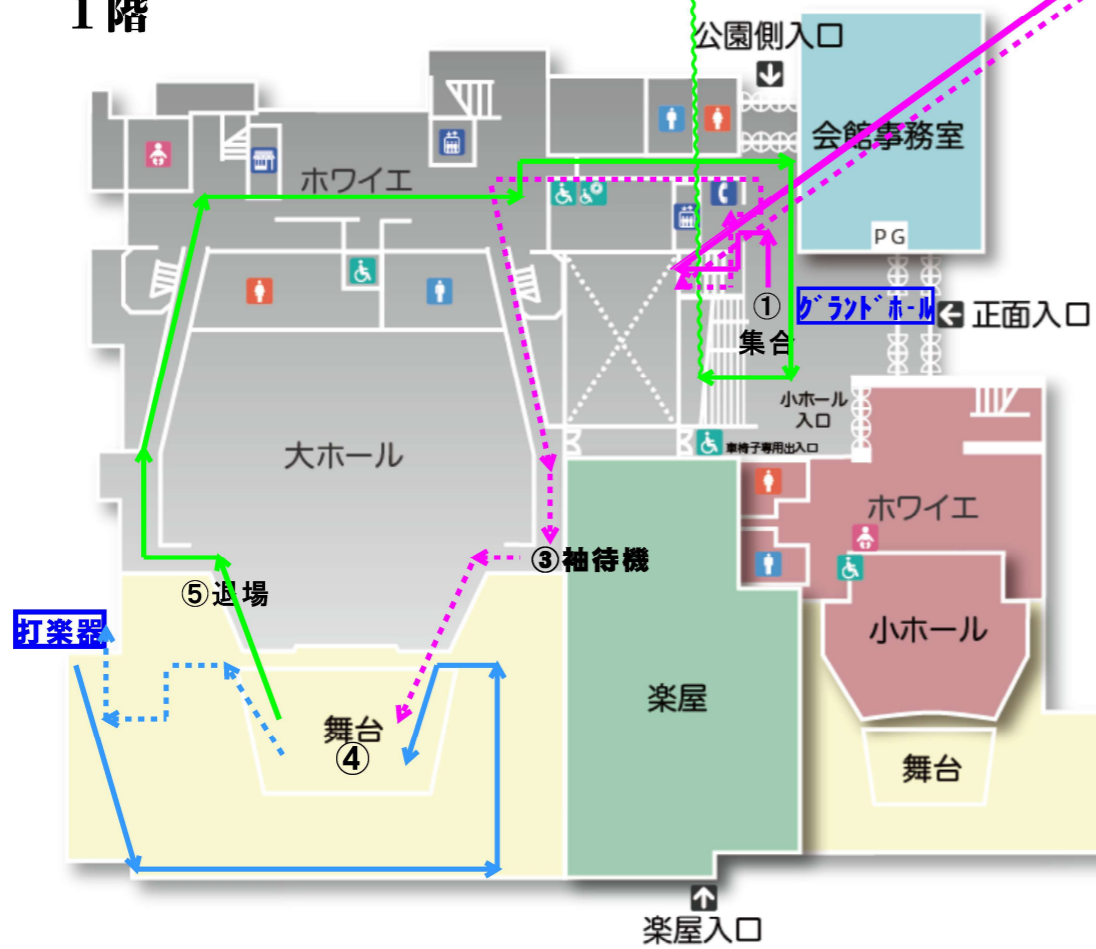 1階
公園側入口
会館事務室
ホワイエ
PG
①
集合
グランドホール
正面入口
小ホール
入口
車椅子専用出入口
大ホール
ホワイエ
③袖待機
⑤退場
打楽器
小ホール
楽屋
舞台
④
舞台
楽屋入口